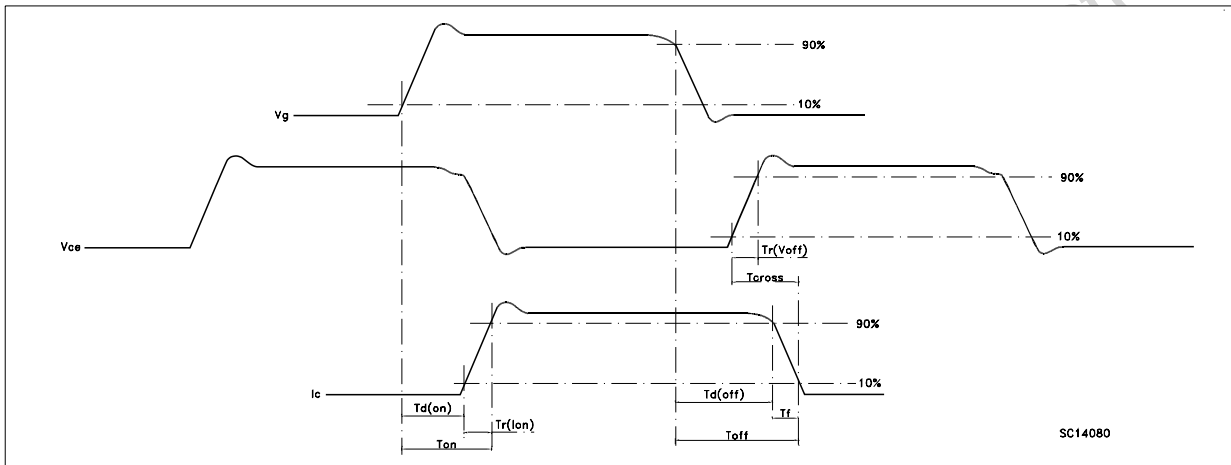 90%
10%
Vg
90%
Vce
10%
Tr(Voff)
Tcross
90%
10%
Ic
Td(on)
Td(off)
Tf
Tr(Ion)
Ton
Toff
SC14080